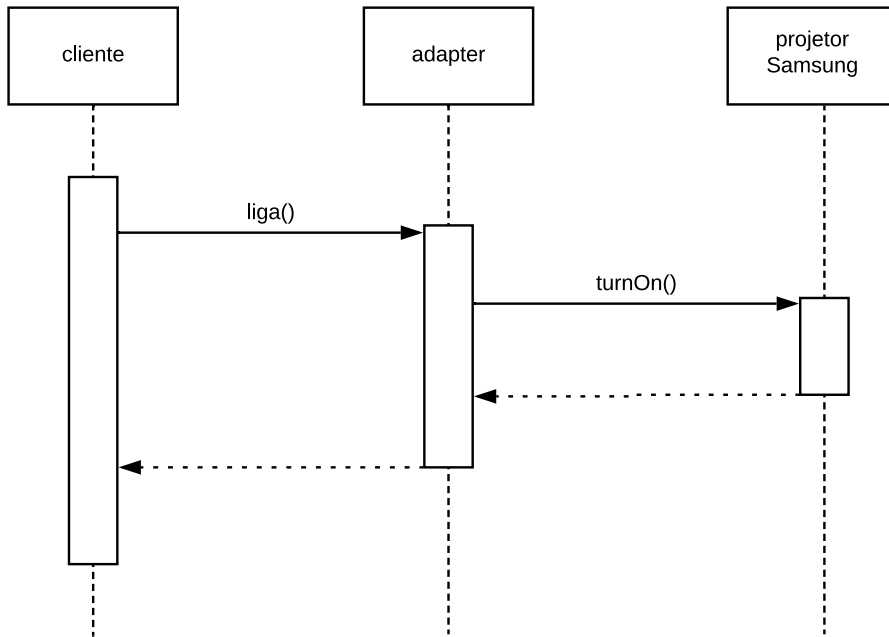 cliente
adapter
projetor
Samsung
liga()
turnOn()